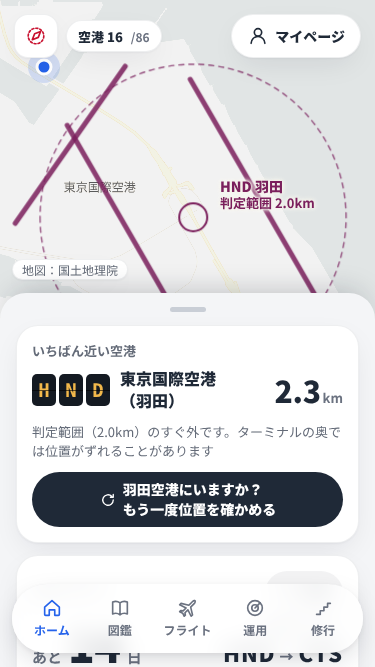 空港 16 /86
マイページ
東京国際空港
HND 羽田
判定範囲 2.0km
地図：国土地理院
いちばん近い空港
HND
東京国際空港
（羽田）
2.3 km
判定範囲（2.0km）のすぐ外です。ターミナルの奥で
は位置がずれることがあります
羽田空港にいますか？
もう一度位置を確かめる
ホーム
図鑑
フライト
運用
修行
あと
日
HND → CTS